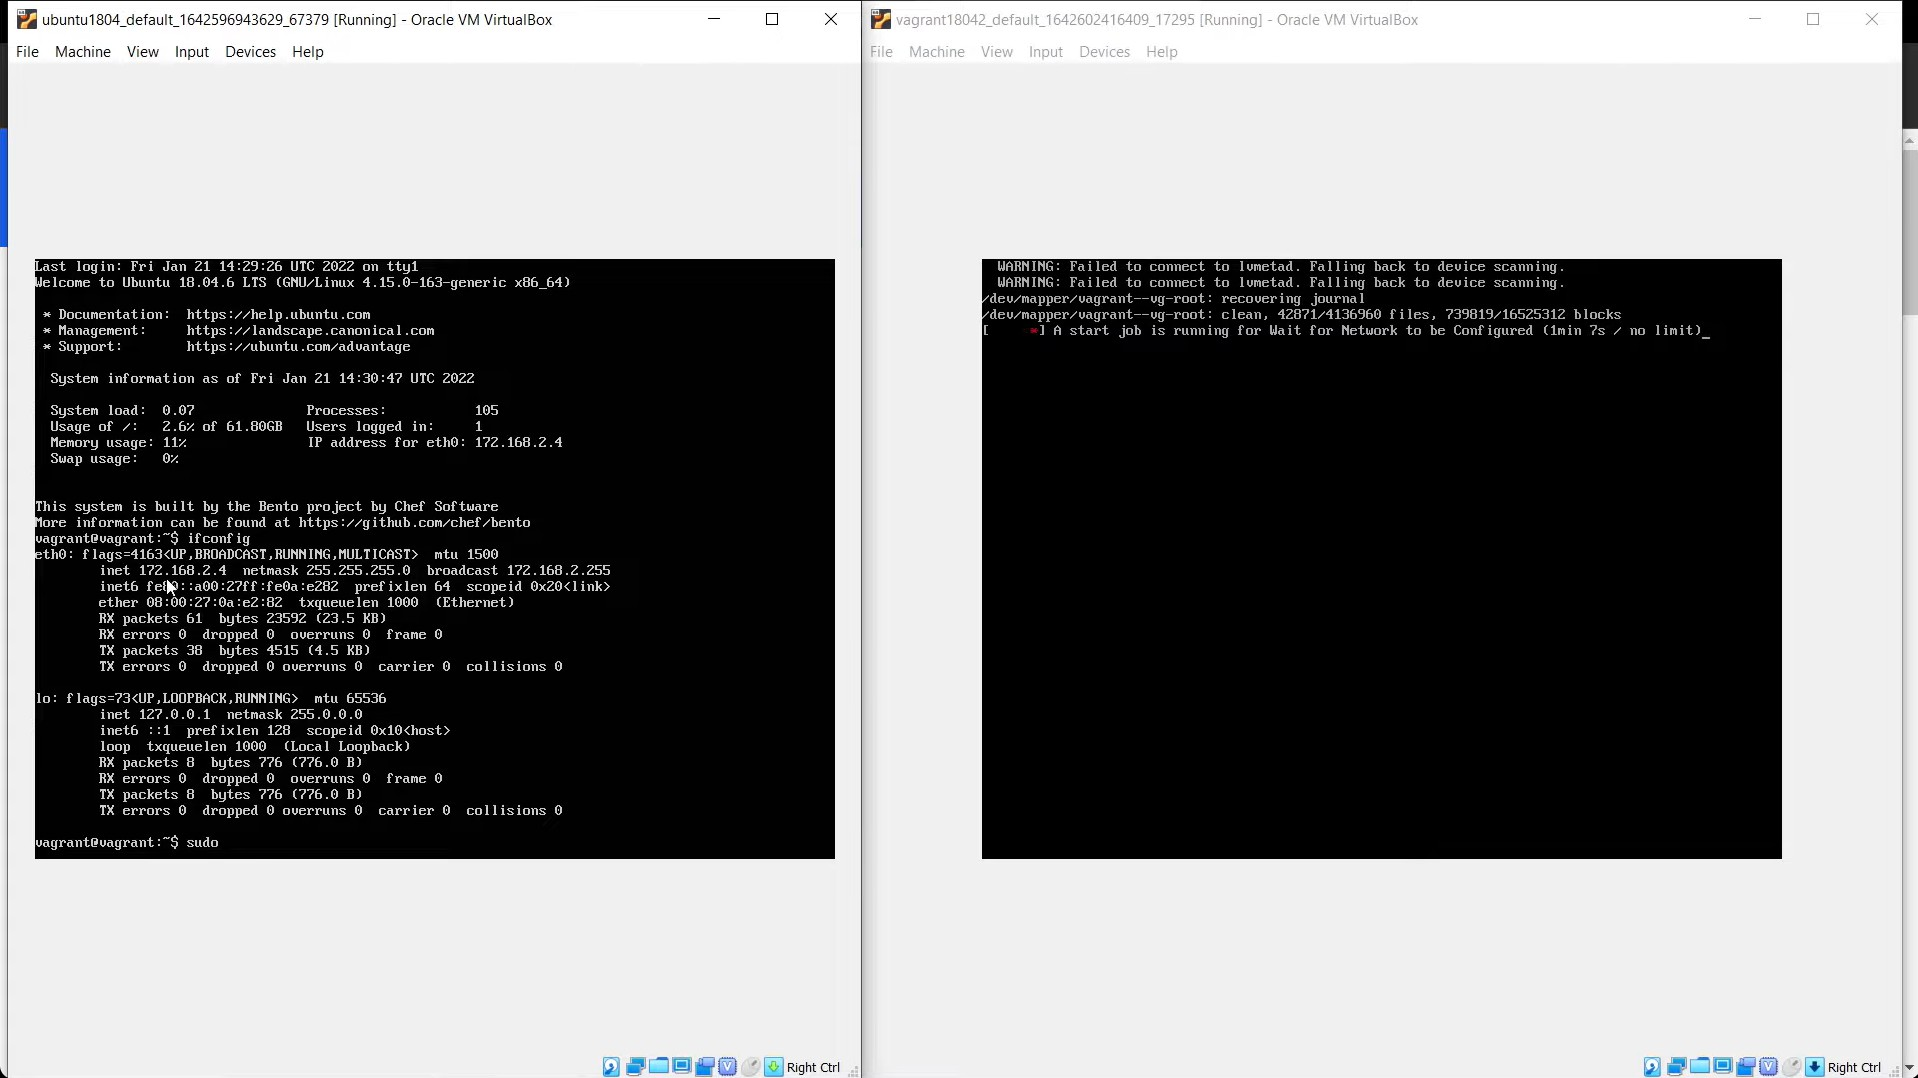 ubuntu1804_default_1642596943629_67379 [Running] - Oracle VM VirtualBox
File Machine View Input Devices Help
Last login: Fri Jan 21 14:29:26 UTC 2022 on tty1
Welcome to Ubuntu 18.04.6 LTS (GNU/Linux 4.15.0-163-generic x86_64)
* Documentation: https://help.ubuntu.com
* Management: https://landscape.canonical.com
* Support: https://ubuntu.com/advantage
System information as of Fri Jan 21 14:30:47 UTC 2022
System load: 0.07 Processes: 105
Usage of /: 2.6% of 61.80GB Users logged in: 1
Memory usage: 11% IP address for eth0: 172.168.2.4
Swap usage: 0%
This system is built by the Bento project by Chef Software
More information can be found at https://github.com/chef/bento
vagrant@vagrant:~$ ifconfig
eth0: flags=4163<UP,BROADCAST,RUNNING,MULTICAST> mtu 1500
inet 172.168.2.4 netmask 255.255.255.0 broadcast 172.168.2.255
inet6 fe80::a00:27ff:fe0a:e282 prefixlen 64 scopeid 0x20<link>
ether 08:00:27:0a:e2:82 txqueuelen 1000 (Ethernet)
RX packets 61 bytes 23592 (23.5 KB)
RX errors 0 dropped 0 overruns 0 frame 0
TX packets 38 bytes 4515 (4.5 KB)
TX errors 0 dropped 0 overruns 0 carrier 0 collisions 0
lo: flags=73<UP,LOOPBACK,RUNNING> mtu 65536
inet 127.0.0.1 netmask 255.0.0.0
inet6 ::1 prefixlen 128 scopeid 0x10<host>
loop txqueuelen 1000 (Local Loopback)
RX packets 8 bytes 776 (776.0 B)
RX errors 0 dropped 0 overruns 0 frame 0
TX packets 8 bytes 776 (776.0 B)
TX errors 0 dropped 0 overruns 0 carrier 0 collisions 0
vagrant@vagrant:~$ sudo
Right Ctrl
vagrant18042_default_1642602416409_17295 [Running] - Oracle VM VirtualBox
File Machine View Input Devices Help
WARNING: Failed to connect to lvmetad. Falling back to device scanning.
WARNING: Failed to connect to lvmetad. Falling back to device scanning.
/dev/mapper/vagrant--vg-root: recovering journal
/dev/mapper/vagrant--vg-root: clean, 42871/4136960 files, 739819/16525312 blocks
[ *] A start job is running for Wait for Network to be Configured (1min 7s / no limit)_
Right Ctrl